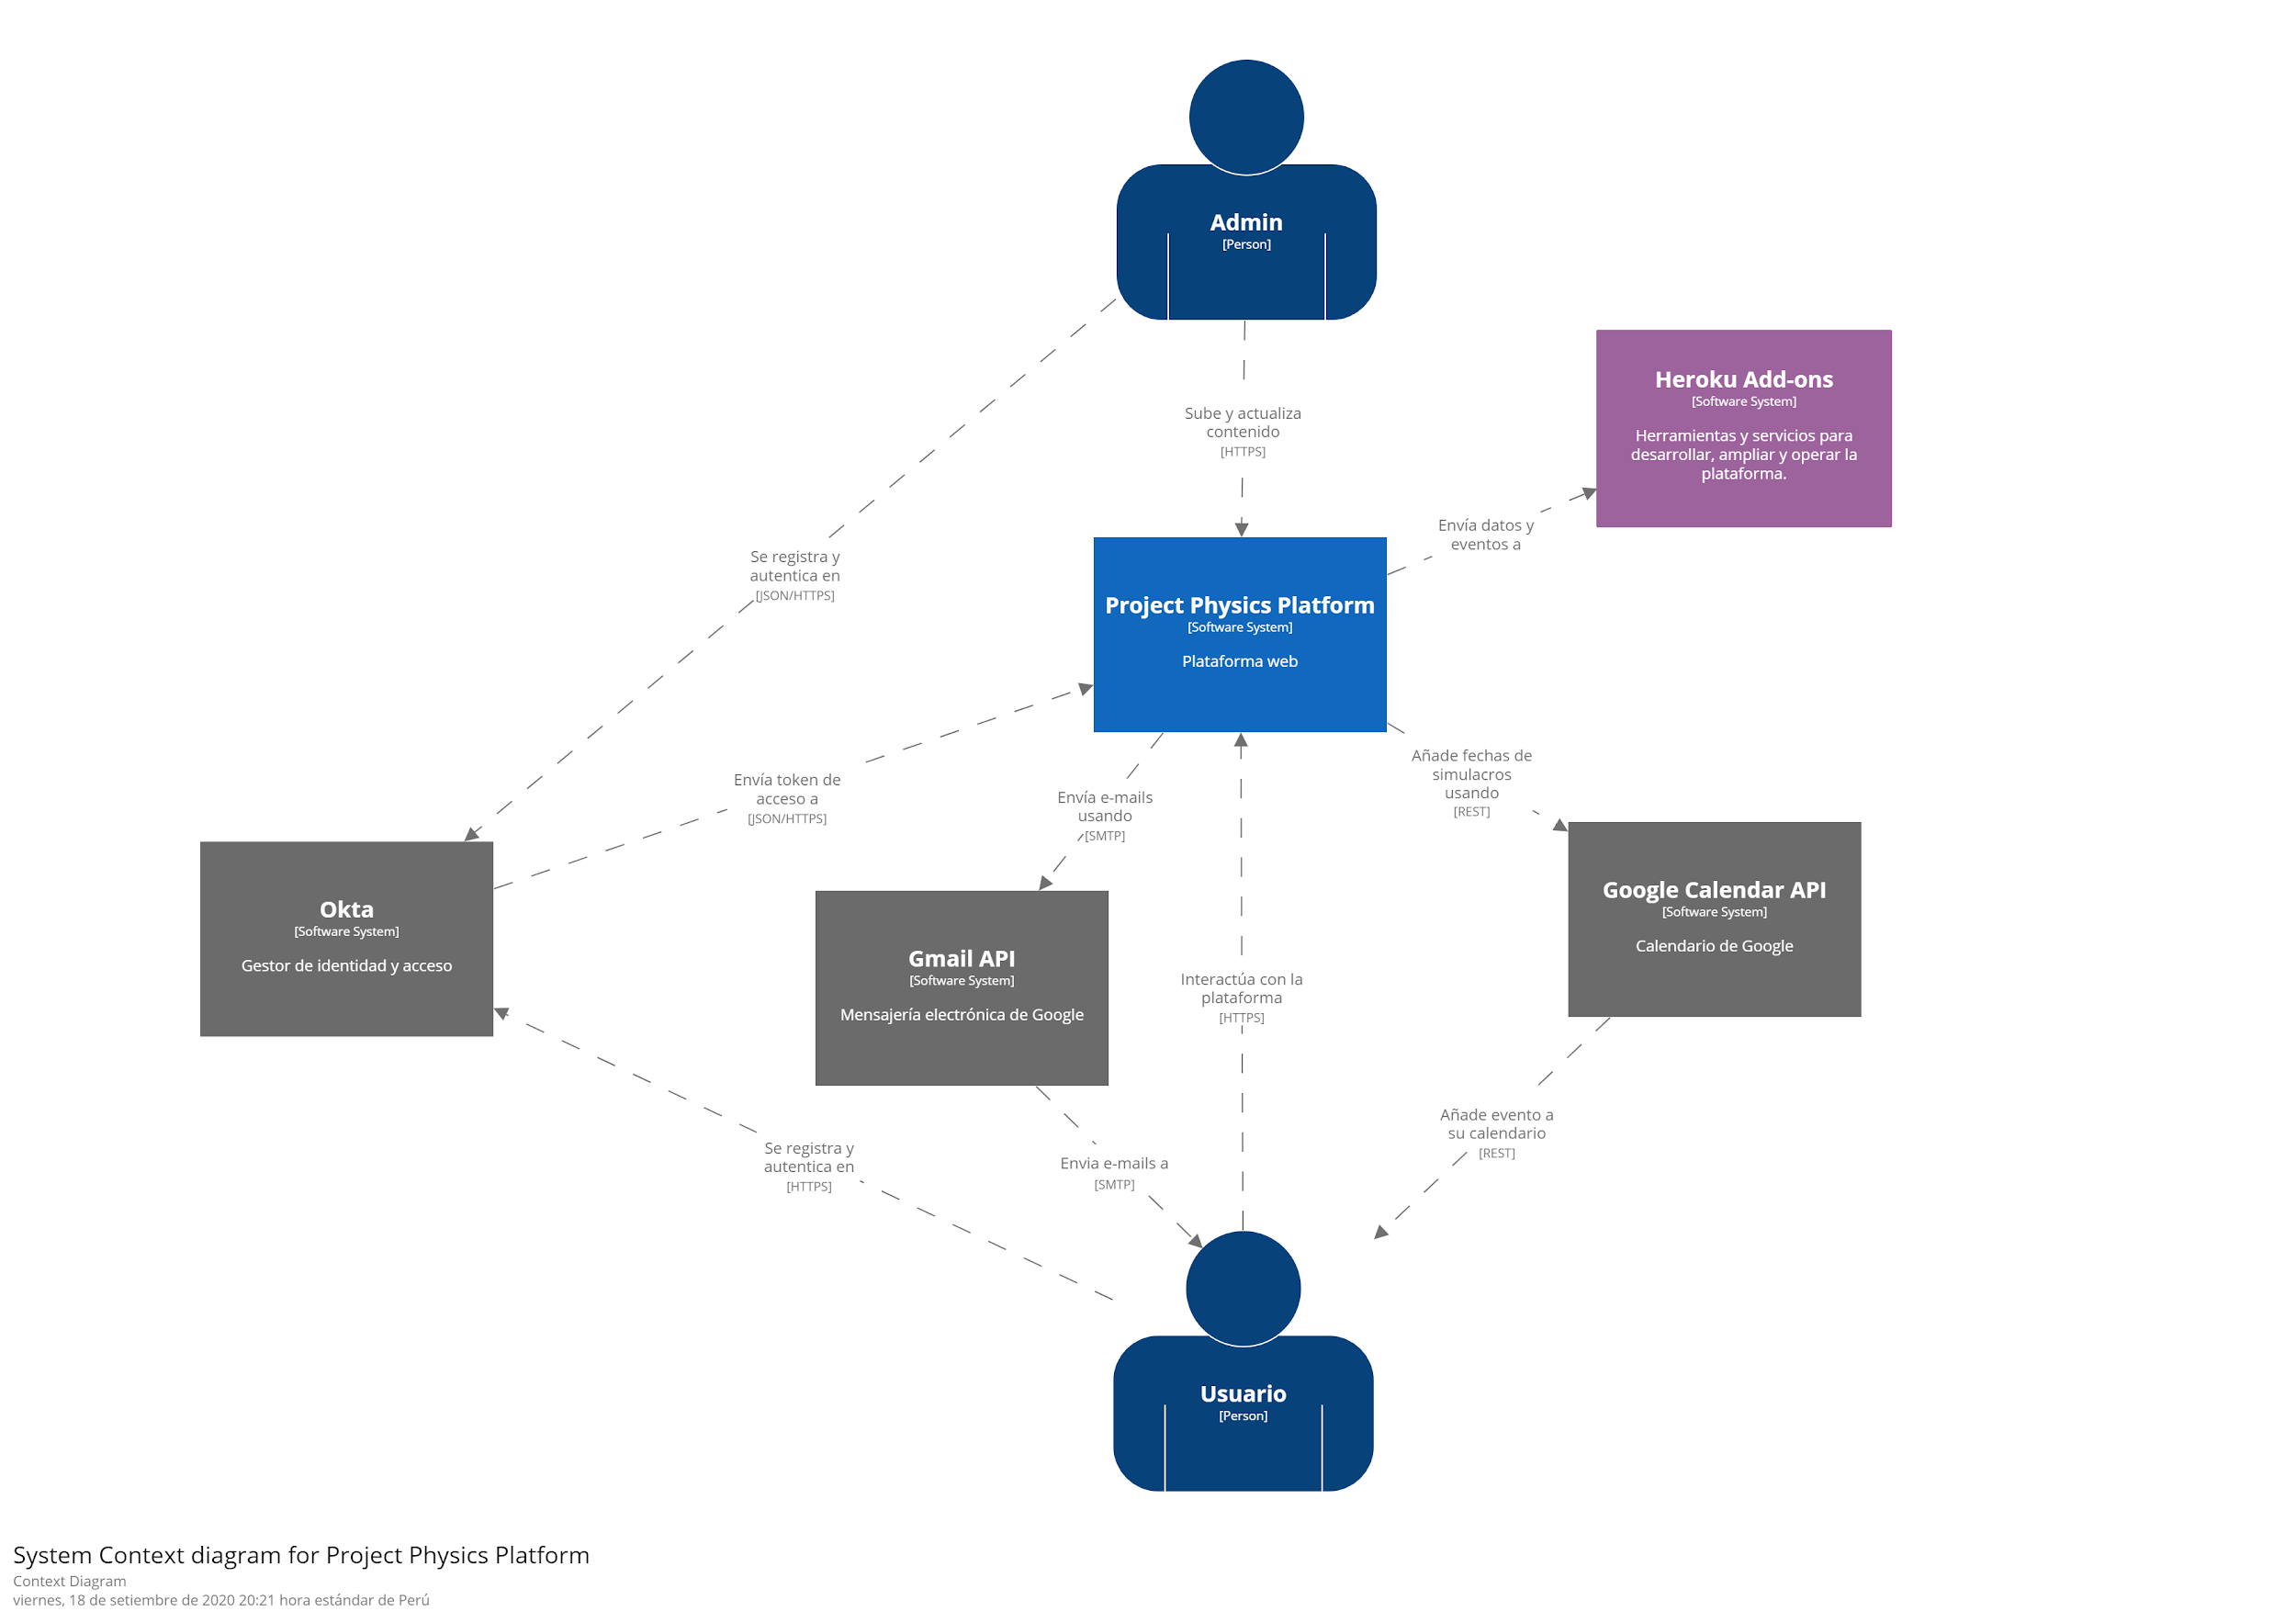 Admin
[Person]
Heroku Add-ons
[Software System]
Herramientas y servicios para
desarrollar, ampliar y operar la
plataforma.
Sube y actualiza
contenido
[HTTPS]
Envía datos y
eventos a
Se registra y
autentica en
[JSON/HTTPS]
Project Physics Platform
[Software System]
Plataforma web
Envía token de
acceso a
[JSON/HTTPS]
Envía e-mails
usando
[SMTP]
Añade fechas de
simulacros
usando
[REST]
Okta
[Software System]
Gestor de identidad y acceso
Gmail API
[Software System]
Mensajería electrónica de Google
Interactúa con la
plataforma
[HTTPS]
Google Calendar API
[Software System]
Calendario de Google
Se registra y
autentica en
[HTTPS]
Envia e-mails a
[SMTP]
Añade evento a
su calendario
[REST]
Usuario
[Person]
System Context diagram for Project Physics Platform
Context Diagram
viernes, 18 de setiembre de 2020 20:21 hora estándar de Perú